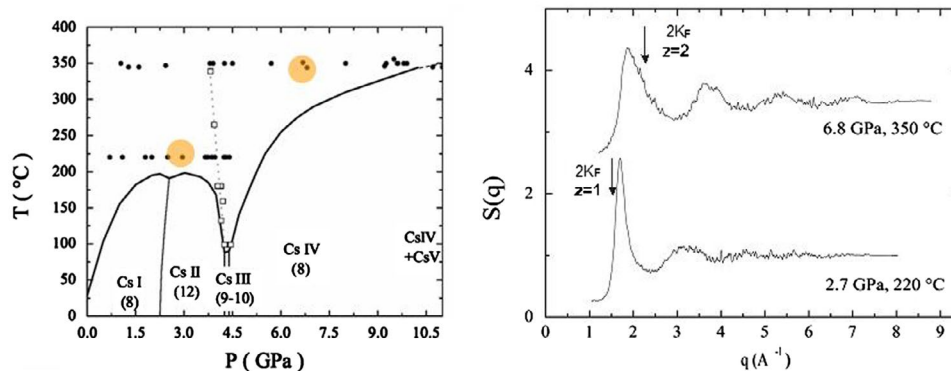 400
350
300
250
200
150
100
50
0
T ( °C )
Cs I
(8)
Cs II
(12)
Cs III
(9-10)
Cs IV
(8)
CsIV
+CsV
0.0 1.5 3.0 4.5 6.0 7.5 9.0 10.5
P ( GPa )
S(q)
4
2
0
2KF
z=2
6.8 GPa, 350 °C
2KF
z=1
2.7 GPa, 220 °C
0 1 2 3 4 5 6 7 8 9
q (A⁻¹)